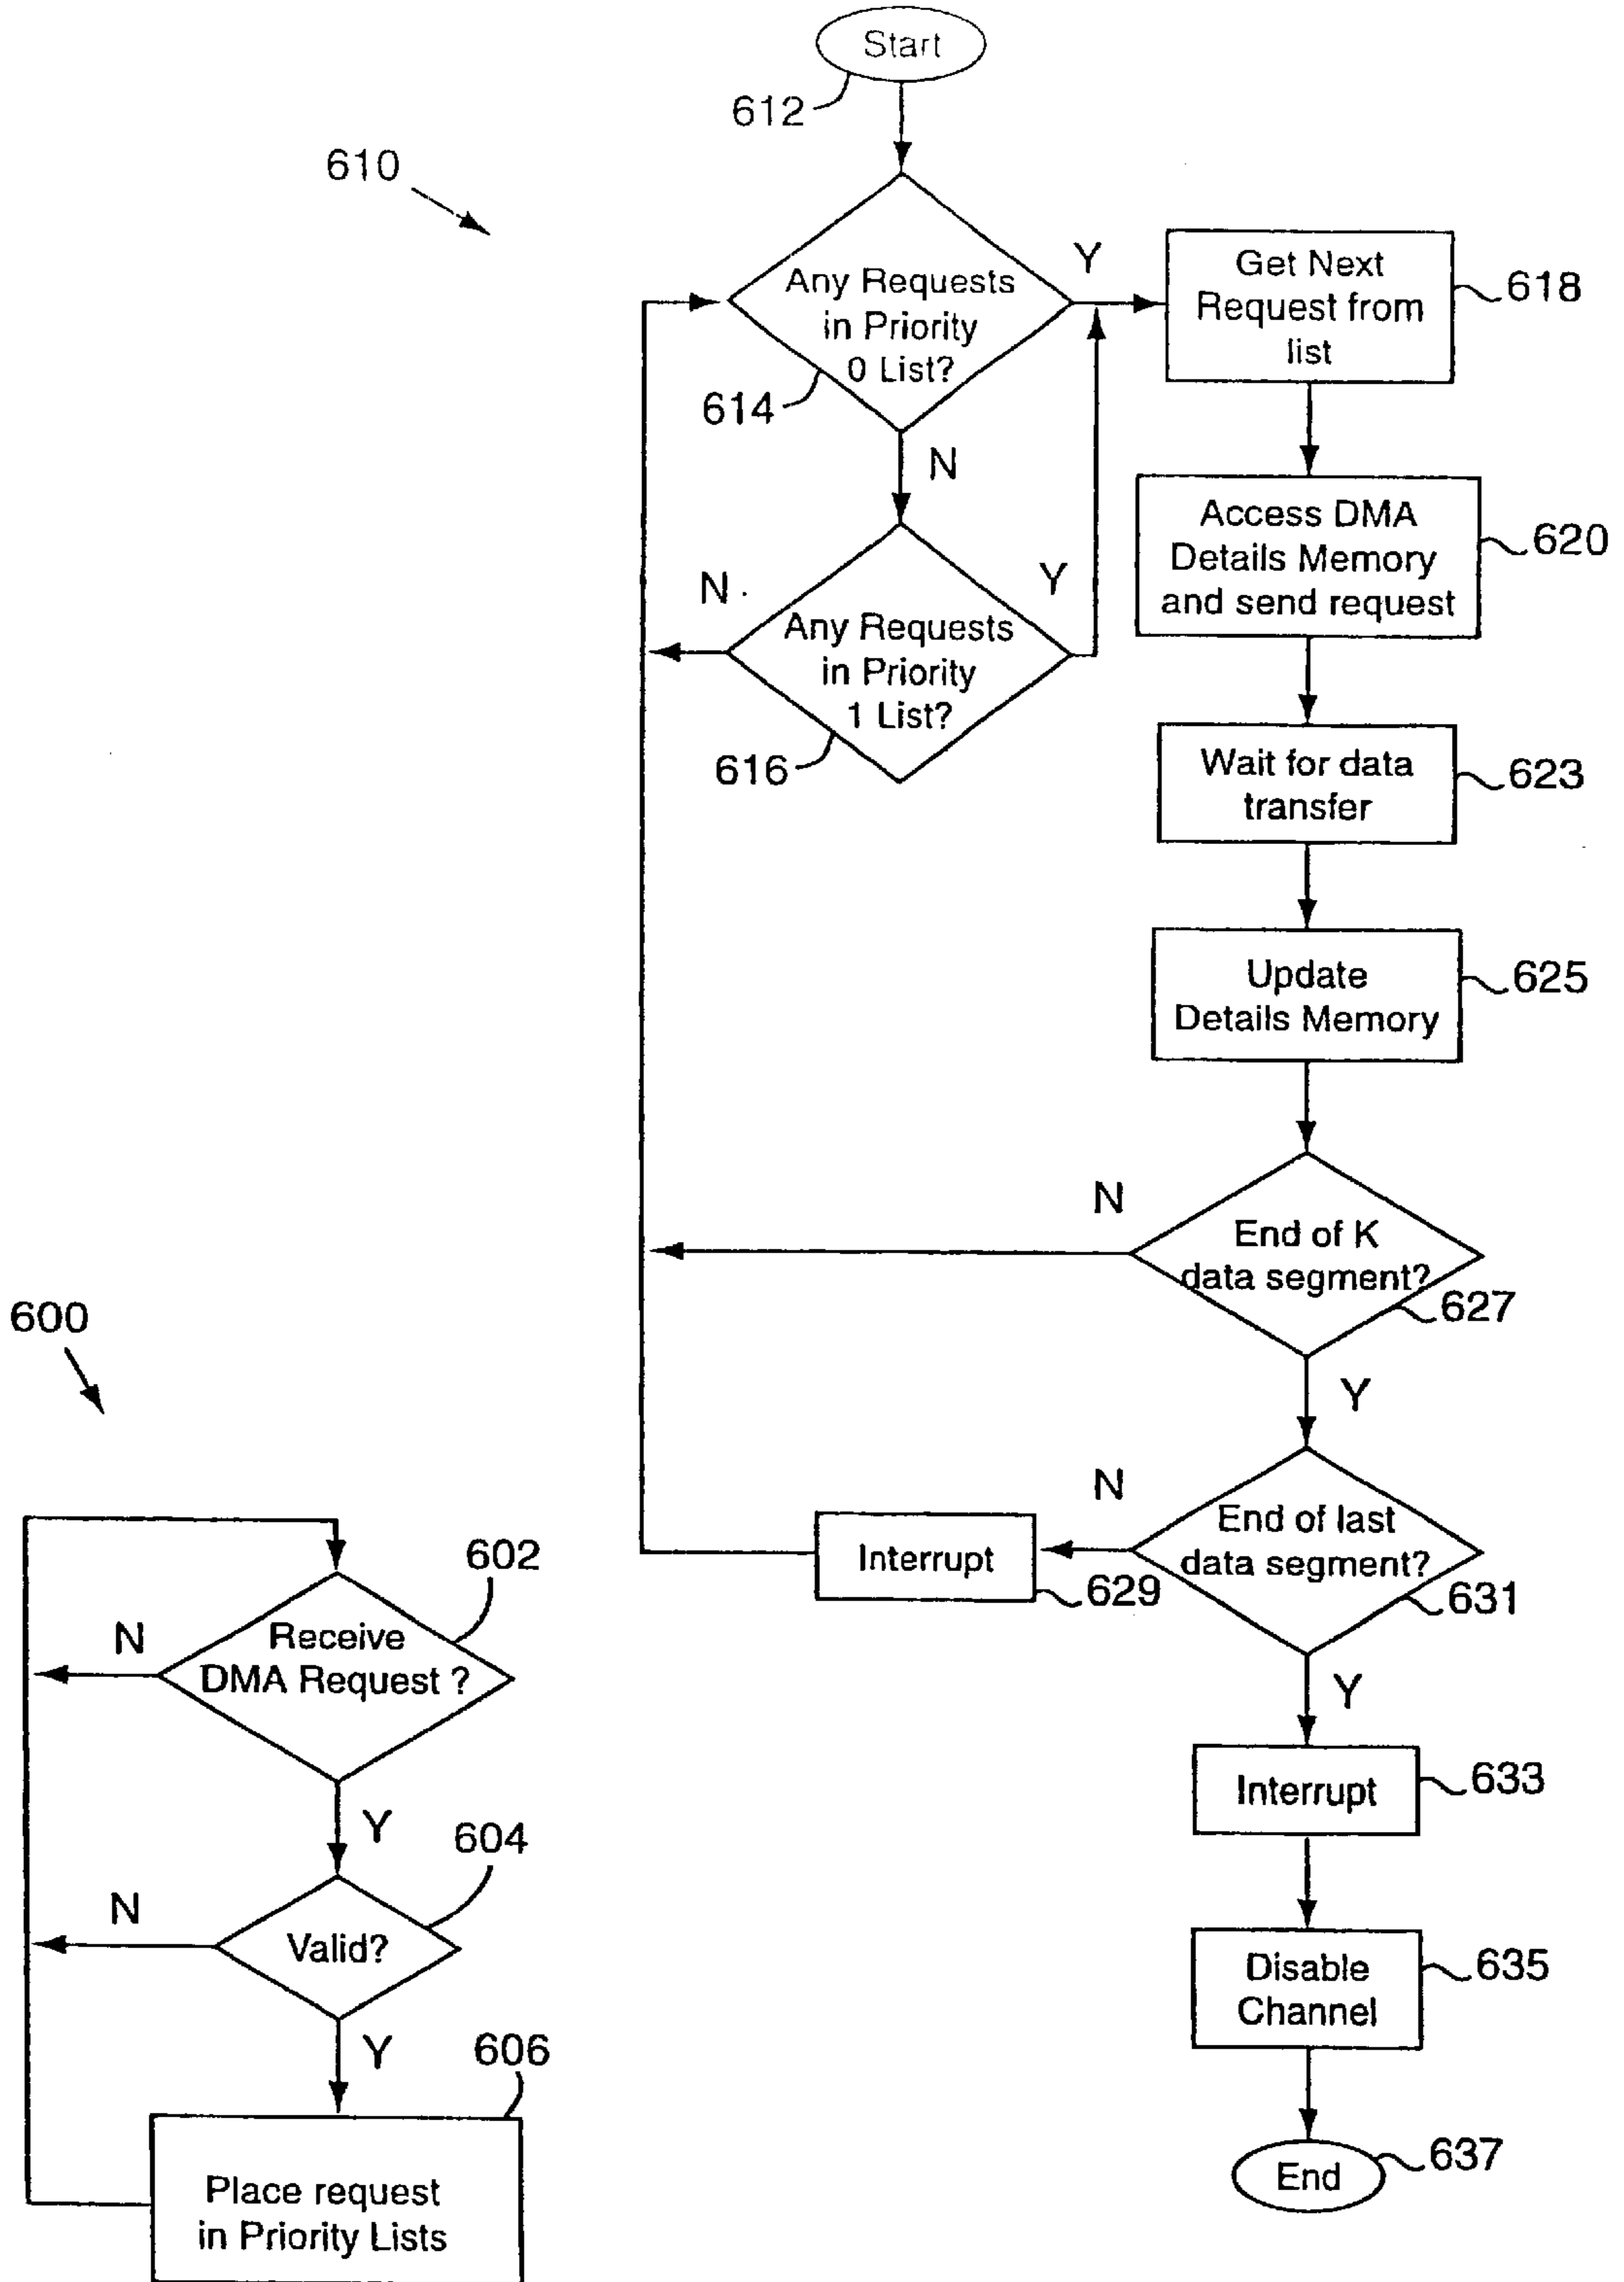 Start
612
610
Any Requests
in Priority
0 List?
614
Y
Get Next
Request from
list
618
N
Access DMA
Details Memory
and send request
620
N
Y
Any Requests
in Priority
1 List?
616
Wait for data
transfer
623
Update
Details Memory
625
N
End of K
data segment?
627
Y
N
End of last
data segment?
631
Interrupt
629
Y
Interrupt
633
Disable
Channel
635
End
637
600
602
N
Receive
DMA Request ?
Y
604
N
Valid?
Y
606
Place request
in Priority Lists